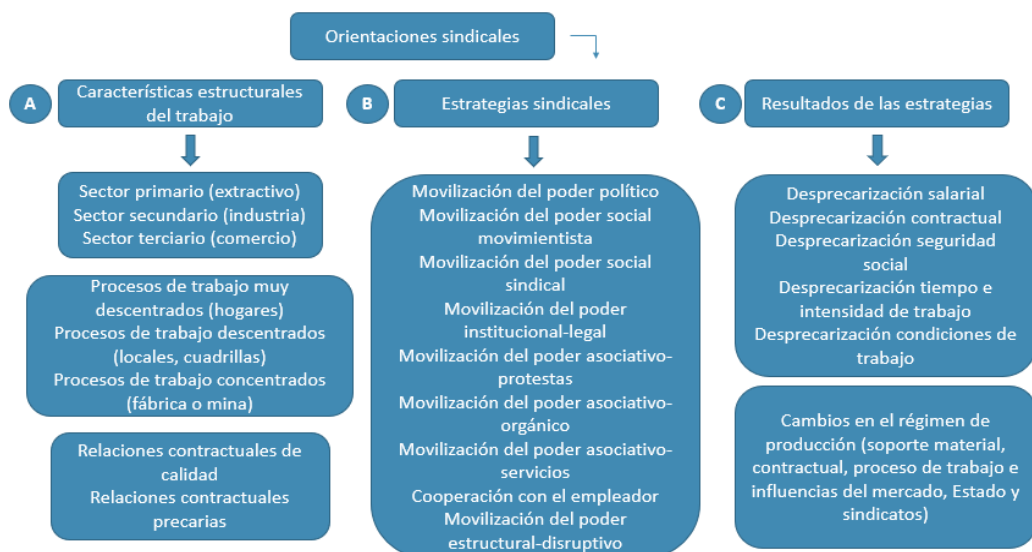 Orientaciones sindicales
A
Características estructurales
del trabajo
Sector primario (extractivo)
Sector secundario (industria)
Sector terciario (comercio)
Procesos de trabajo muy
descentrados (hogares)
Procesos de trabajo descentrados
(locales, cuadrillas)
Procesos de trabajo concentrados
(fábrica o mina)
Relaciones contractuales de
calidad
Relaciones contractuales
precarias
B
Estrategias sindicales
Movilización del poder político
Movilización del poder social
movimientista
Movilización del poder social
sindical
Movilización del poder
institucional-legal
Movilización del poder asociativo-
protestas
Movilización del poder asociativo-
orgánico
Movilización del poder asociativo-
servicios
Cooperación con el empleador
Movilización del poder
estructural-disruptivo
C
Resultados de las estrategias
Desprecarización salarial
Desprecarización contractual
Desprecarización seguridad
social
Desprecarización tiempo e
intensidad de trabajo
Desprecarización condiciones de
trabajo
Cambios en el régimen de
producción (soporte material,
contractual, proceso de trabajo e
influencias del mercado, Estado y
sindicatos)